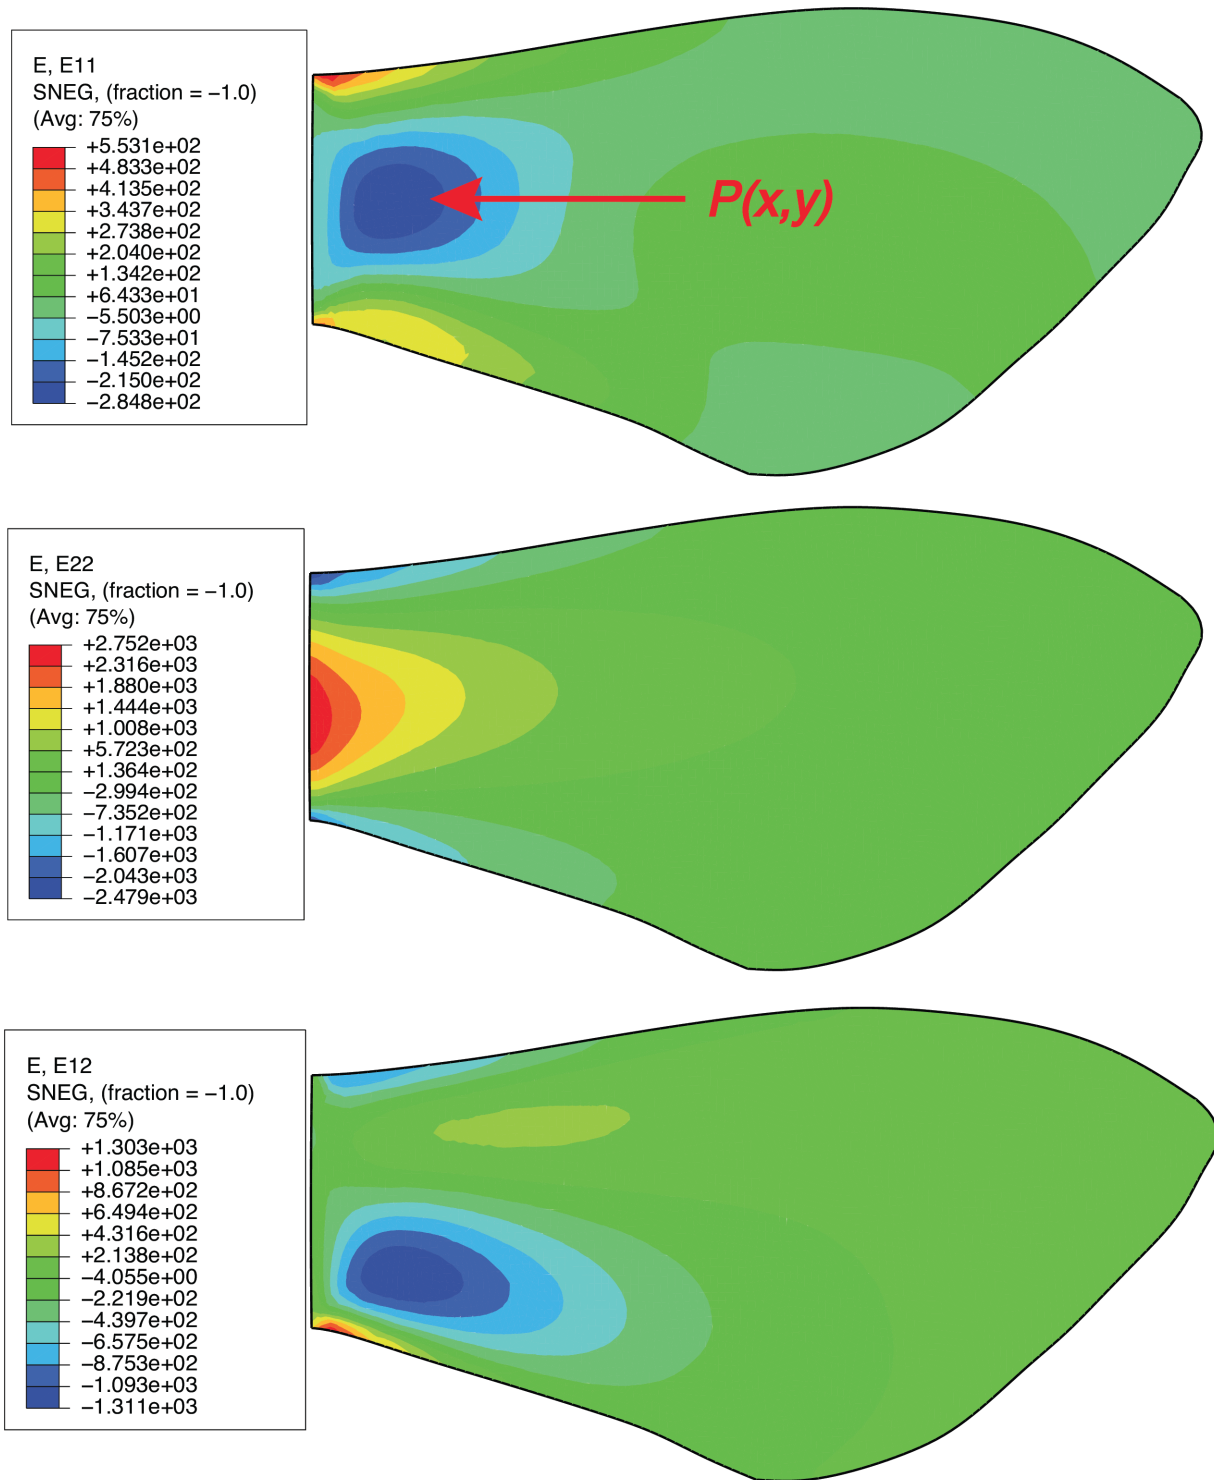 E, E11
SNEG, (fraction = −1.0)
(Avg: 75%)
+5.531e+02
+4.833e+02
+4.135e+02
+3.437e+02
+2.738e+02
+2.040e+02
+1.342e+02
+6.433e+01
−5.503e+00
−7.533e+01
−1.452e+02
−2.150e+02
−2.848e+02
P(x,y)
E, E22
SNEG, (fraction = −1.0)
(Avg: 75%)
+2.752e+03
+2.316e+03
+1.880e+03
+1.444e+03
+1.008e+03
+5.723e+02
+1.364e+02
−2.994e+02
−7.352e+02
−1.171e+03
−1.607e+03
−2.043e+03
−2.479e+03
E, E12
SNEG, (fraction = −1.0)
(Avg: 75%)
+1.303e+03
+1.085e+03
+8.672e+02
+6.494e+02
+4.316e+02
+2.138e+02
−4.055e+00
−2.219e+02
−4.397e+02
−6.575e+02
−8.753e+02
−1.093e+03
−1.311e+03